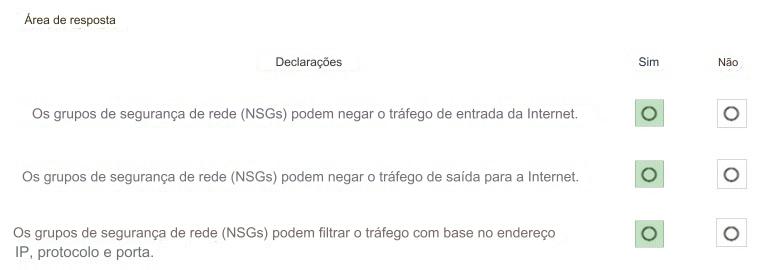 Área de resposta
Declarações Sim Não
Os grupos de segurança de rede (NSGs) podem negar o tráfego de entrada da Internet.
Os grupos de segurança de rede (NSGs) podem negar o tráfego de saída para a Internet.
Os grupos de segurança de rede (NSGs) podem filtrar o tráfego com base no endereço
IP, protocolo e porta.